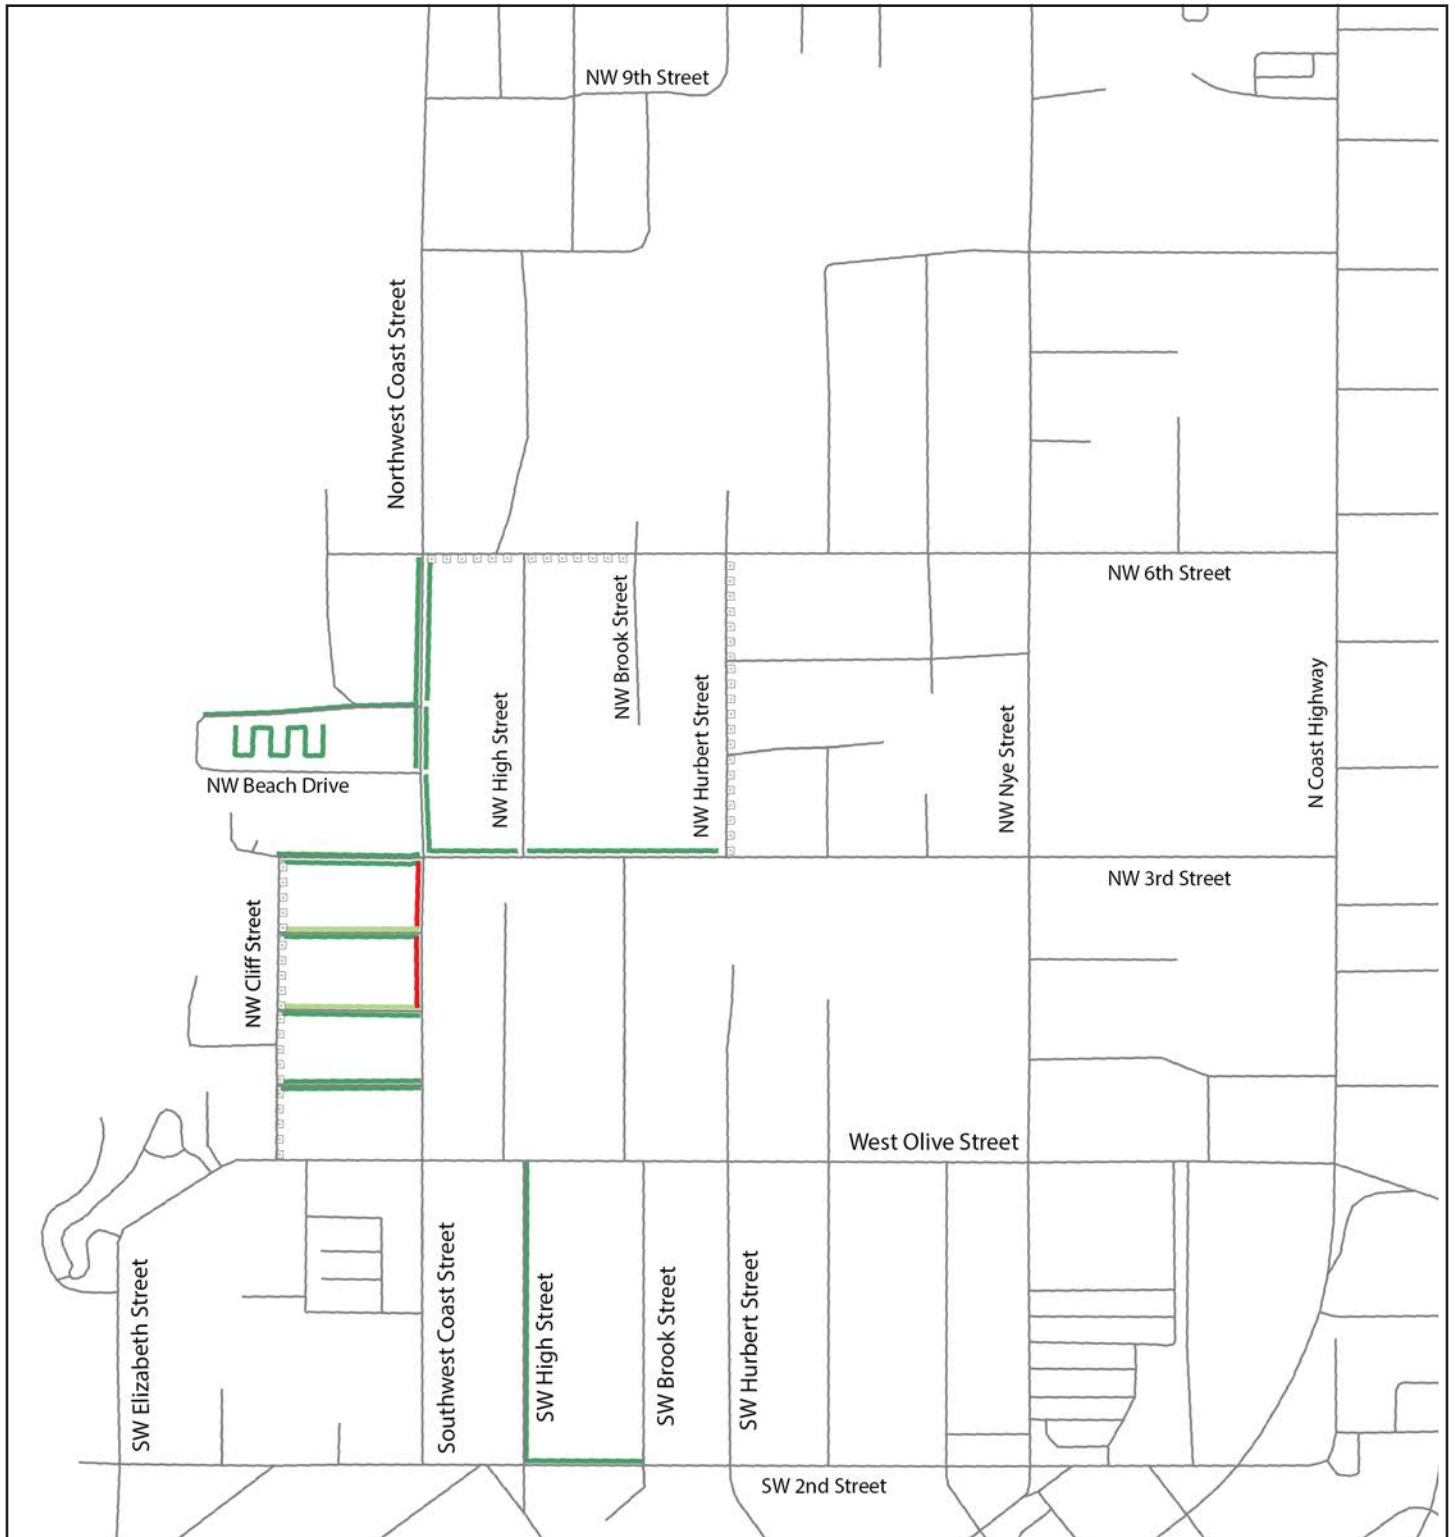 NW 9th Street
Northwest Coast Street
NW 6th Street
NW Brook Street
NW High Street
NW Hurbert Street
NW Nye Street
N Coast Highway
NW Beach Drive
NW 3rd Street
NW Cliff Street
West Olive Street
SW Elizabeth Street
Southwest Coast Street
SW High Street
SW Brook Street
SW Hurbert Street
SW 2nd Street